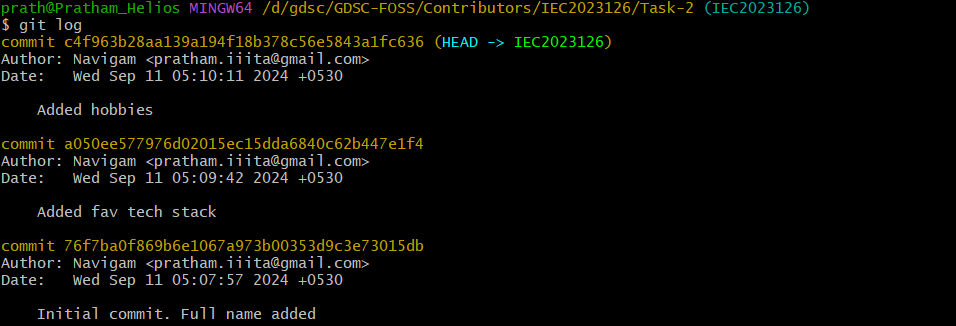 prath@Pratham_Helios MINGW64 /d/gdsc/GDSC-FOSS/Contributors/IEC2023126/Task-2 (IEC2023126)
$ git log
commit c4f963b28aa139a194f18b378c56e5843a1fc636 (HEAD -> IEC2023126)
Author: Navigam <pratham.iiita@gmail.com>
Date:   Wed Sep 11 05:10:11 2024 +0530

    Added hobbies

commit a050ee577976d02015ec15dda6840c62b447e1f4
Author: Navigam <pratham.iiita@gmail.com>
Date:   Wed Sep 11 05:09:42 2024 +0530

    Added fav tech stack

commit 76f7ba0f869b6e1067a973b00353d9c3e73015db
Author: Navigam <pratham.iiita@gmail.com>
Date:   Wed Sep 11 05:07:57 2024 +0530

    Initial commit. Full name added